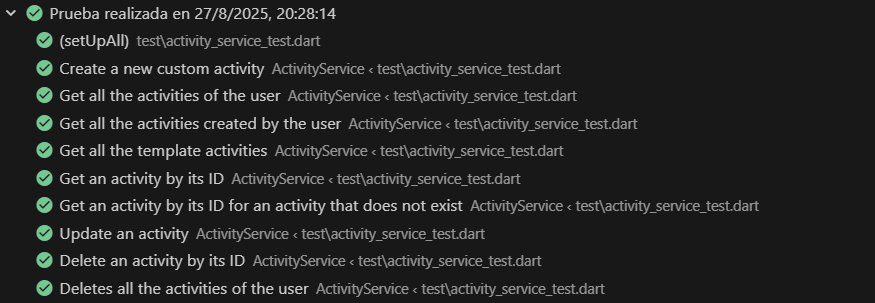 Prueba realizada en 27/8/2025, 20:28:14
(setUpAll) test\activity_service_test.dart
Create a new custom activity ActivityService ‹ test\activity_service_test.dart
Get all the activities of the user ActivityService ‹ test\activity_service_test.dart
Get all the activities created by the user ActivityService ‹ test\activity_service_test.dart
Get all the template activities ActivityService ‹ test\activity_service_test.dart
Get an activity by its ID ActivityService ‹ test\activity_service_test.dart
Get an activity by its ID for an activity that does not exist ActivityService ‹ test\activity_service_test.dart
Update an activity ActivityService ‹ test\activity_service_test.dart
Delete an activity by its ID ActivityService ‹ test\activity_service_test.dart
Deletes all the activities of the user ActivityService ‹ test\activity_service_test.dart